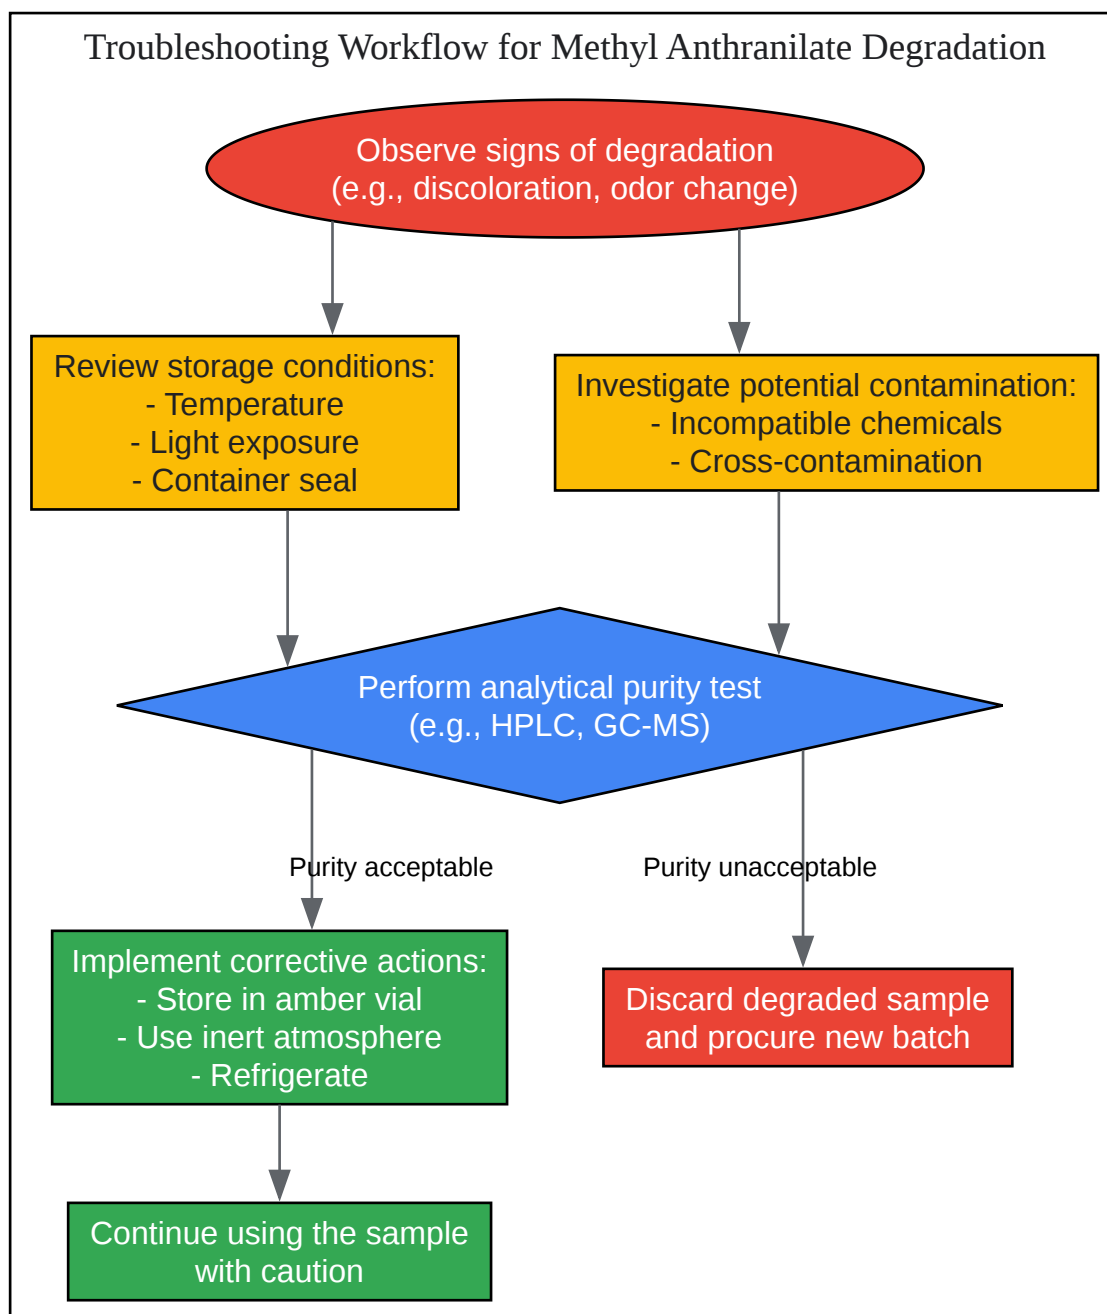 Troubleshooting Workflow for Methyl Anthranilate Degradation
Observe signs of degradation
(e.g., discoloration, odor change)
Review storage conditions:
- Temperature
- Light exposure
- Container seal
Investigate potential contamination:
- Incompatible chemicals
- Cross-contamination
Perform analytical purity test
(e.g., HPLC, GC-MS)
Purity acceptable
Purity unacceptable
Implement corrective actions:
- Store in amber vial
- Use inert atmosphere
- Refrigerate
Discard degraded sample
and procure new batch
Continue using the sample
with caution